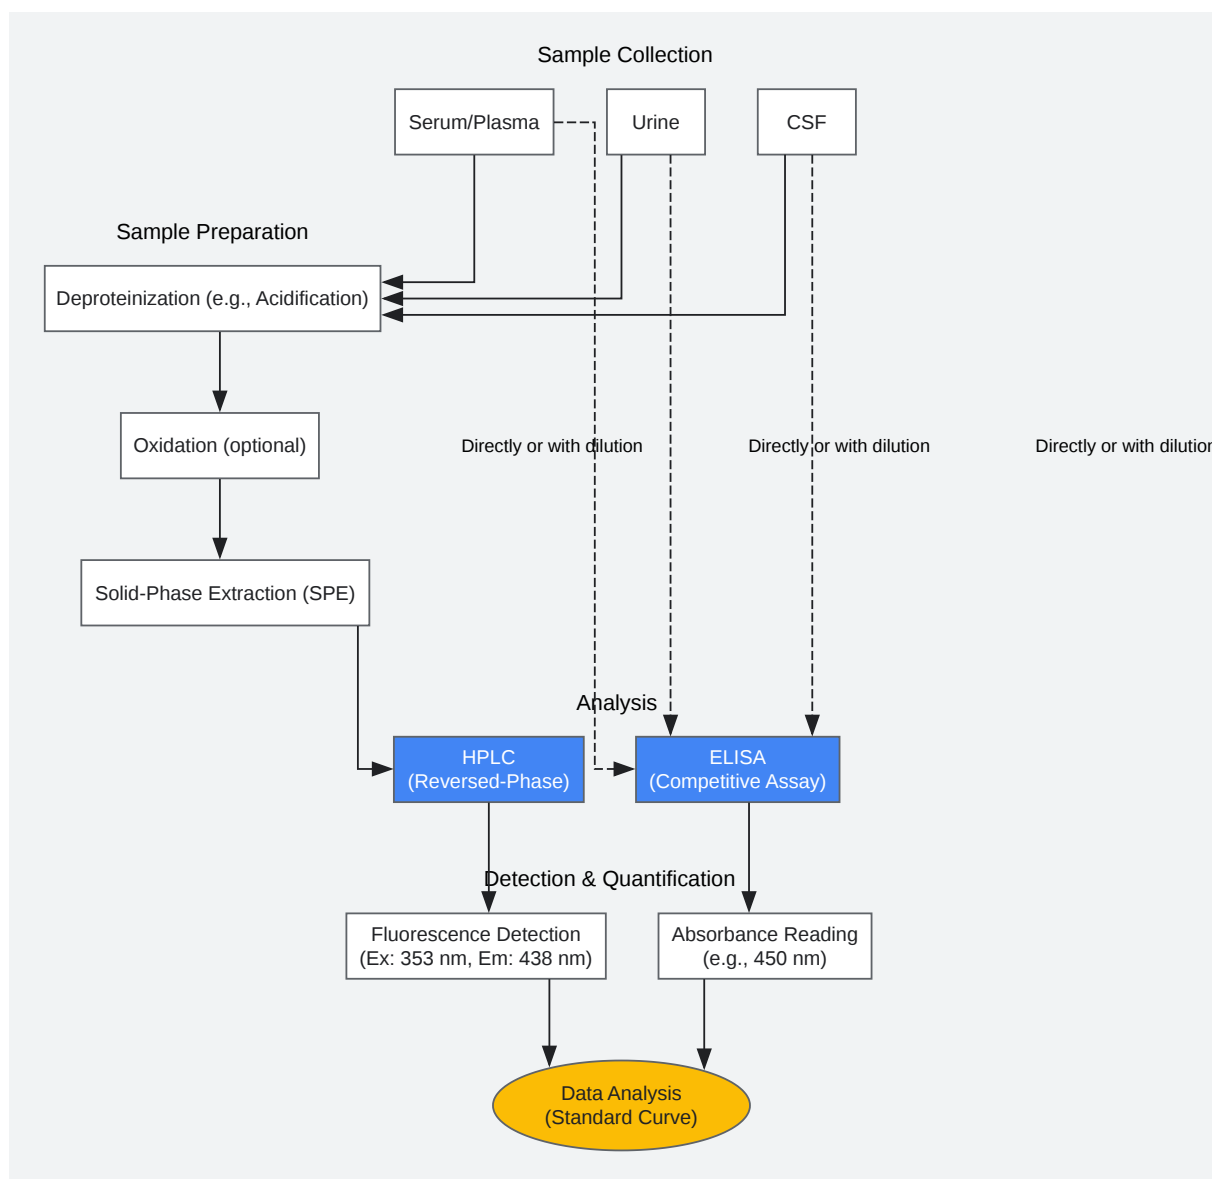 Sample Collection
Serum/Plasma
Urine
CSF
Sample Preparation
Deproteinization (e.g., Acidification)
Oxidation (optional)
Directly or with dilution
Directly or with dilution
Directly or with dilution
Solid-Phase Extraction (SPE)
Analysis
HPLC
(Reversed-Phase)
ELISA
(Competitive Assay)
Detection & Quantification
Fluorescence Detection
(Ex: 353 nm, Em: 438 nm)
Absorbance Reading
(e.g., 450 nm)
Data Analysis
(Standard Curve)